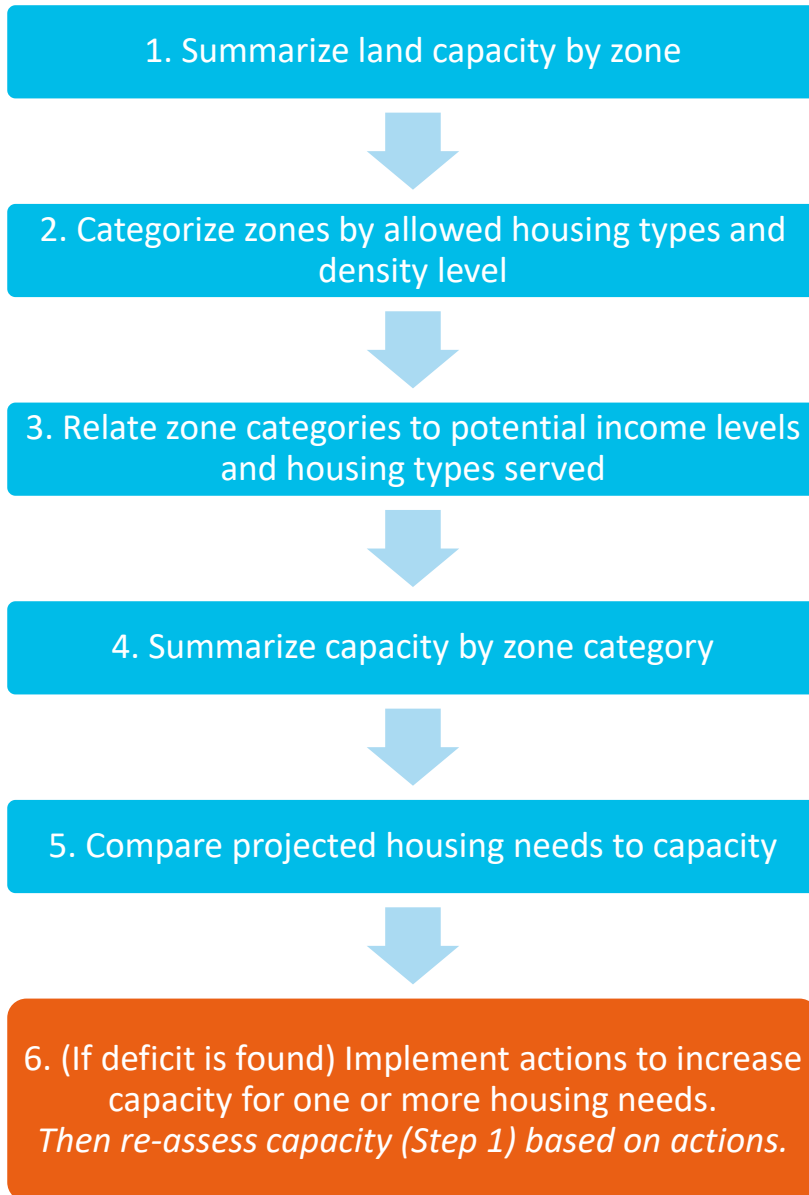 1. Summarize land capacity by zone
2. Categorize zones by allowed housing types and
density level
3. Relate zone categories to potential income levels
and housing types served
4. Summarize capacity by zone category
5. Compare projected housing needs to capacity
6. (If deficit is found) Implement actions to increase
capacity for one or more housing needs.
Then re-assess capacity (Step 1) based on actions.